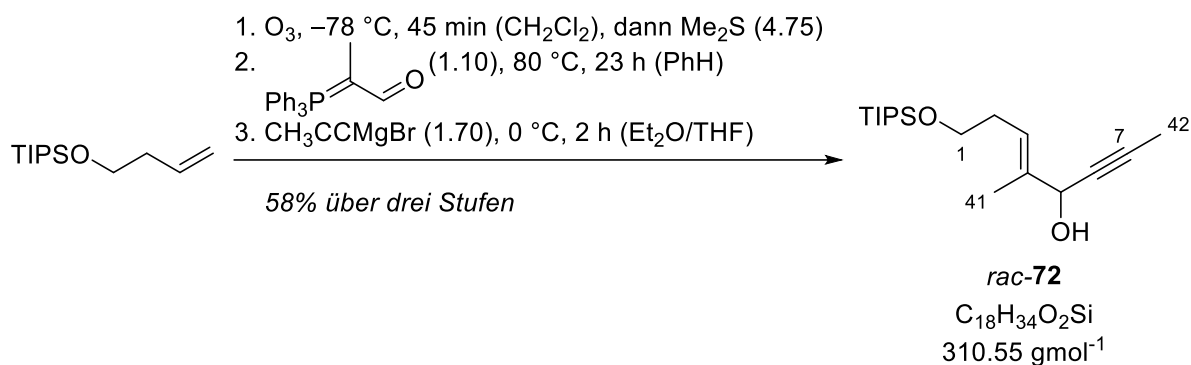 1. O₃, –78 °C, 45 min (CH₂Cl₂), dann Me₂S (4.75)
2. (1.10), 80 °C, 23 h (PhH)
O
Ph₃P
3. CH₃CCMgBr (1.70), 0 °C, 2 h (Et₂O/THF)
TIPSO
58% über drei Stufen
TIPSO
1
7
42
41
OH
rac-72
C₁₈H₃₄O₂Si
310.55 gmol⁻¹